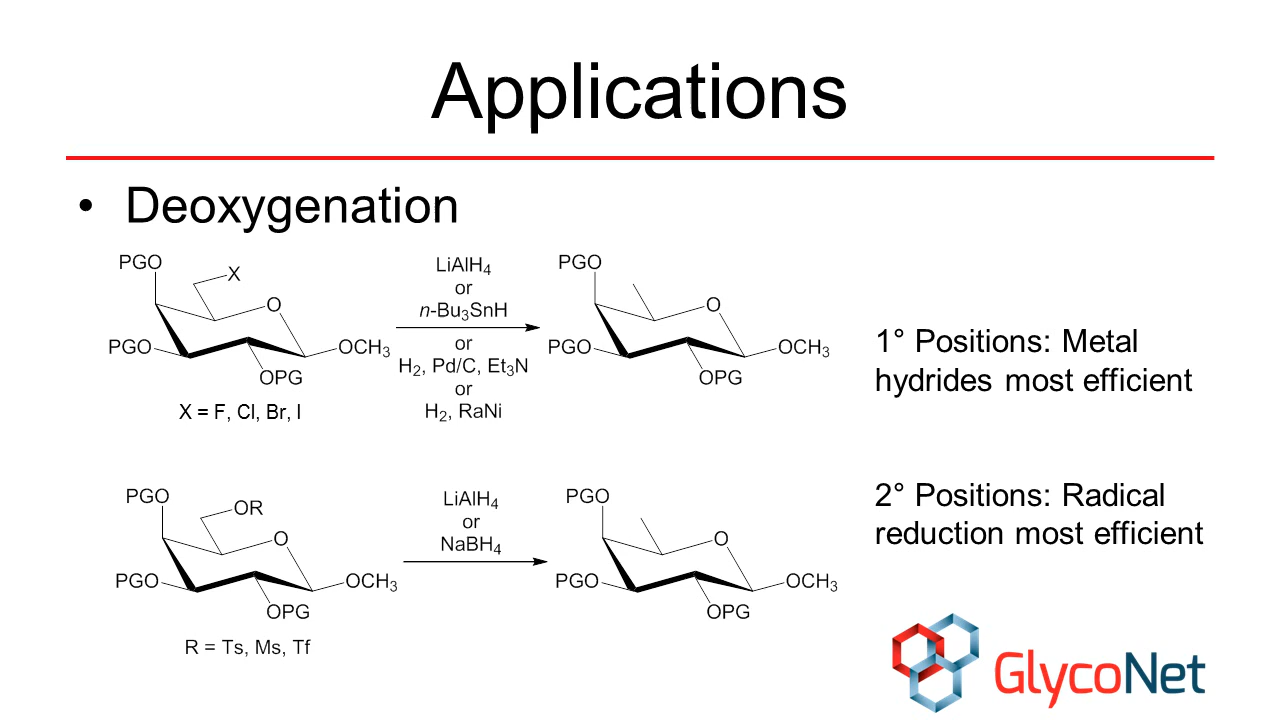 Applications
• Deoxygenation
PGO
X
O
PGO
OCH3
OPG
X = F, Cl, Br, I
LiAlH4
or
n-Bu3SnH
or
H2, Pd/C, Et3N
or
H2, RaNi
PGO
O
PGO
OCH3
OPG
1° Positions: Metal
hydrides most efficient
PGO
OR
O
PGO
OCH3
OPG
R = Ts, Ms, Tf
LiAlH4
or
NaBH4
PGO
O
PGO
OCH3
OPG
2° Positions: Radical
reduction most efficient
GlycoNet